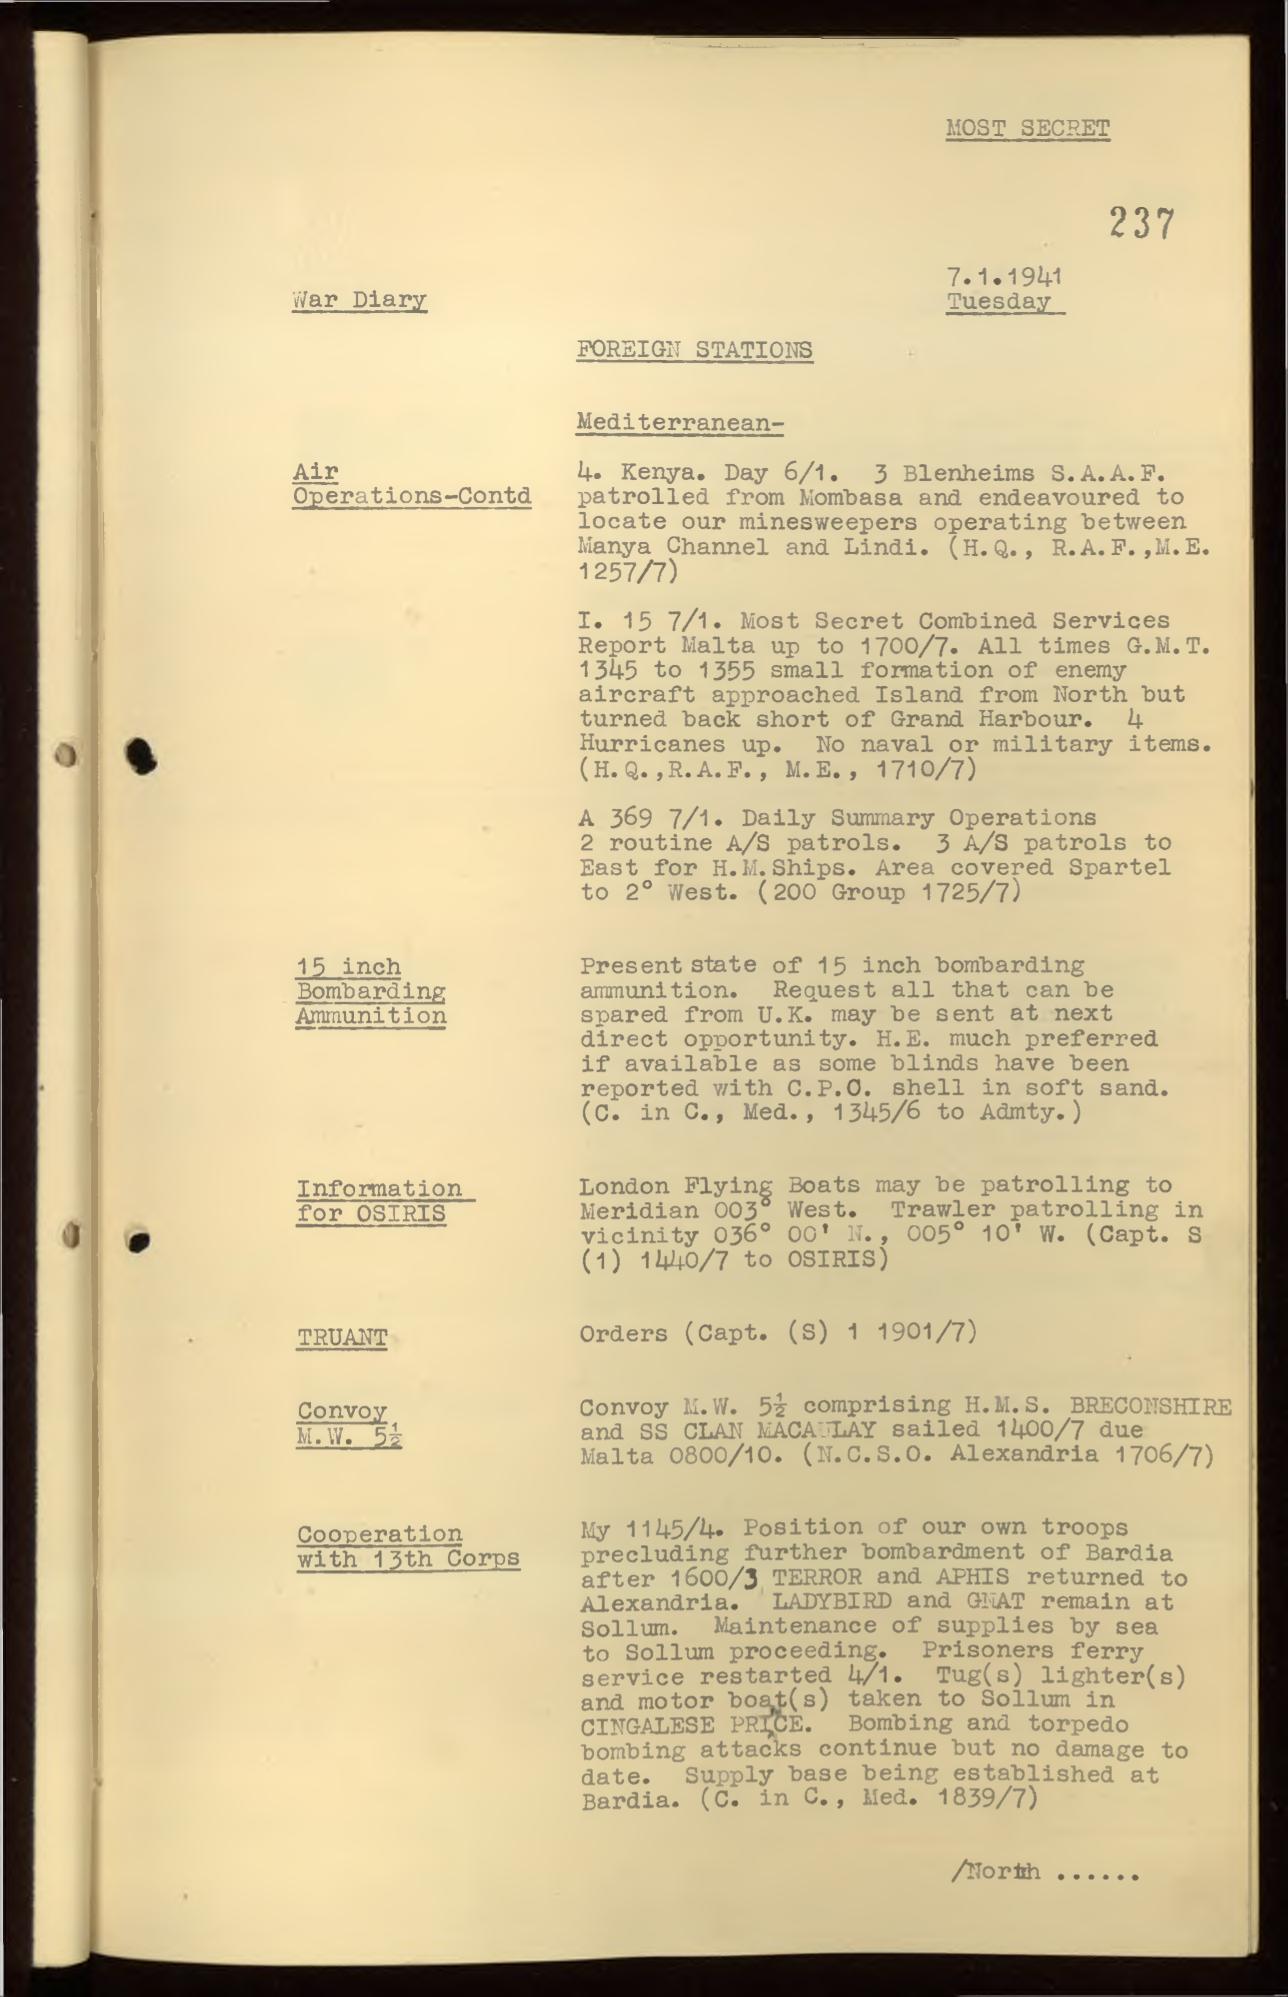 MOST SECRET
237
7.1.1941
Tuesday
War Diary
FOREIGN STATIONS
Mediterranean-
Air
Operations-Contd
4. Kenya. Day 6/1. 3 Blenheims S.A.A.F.
patrolled from Mombasa and endeavoured to
locate our minesweepers operating between
Manya Channel and Lindi. (H.Q., R.A.F.,M.E.
1257/7)
I. 15 7/1. Most Secret Combined Services
Report Malta up to 1700/7. All times G.M.T.
1345 to 1355 small formation of enemy
aircraft approached Island from North but
turned back short of Grand Harbour. 4
Hurricanes up. No naval or military items.
(H.Q.,R.A.F., M.E., 1710/7)
A 369 7/1. Daily Summary Operations
2 routine A/S patrols. 3 A/S patrols to
East for H.M.Ships. Area covered Spartel
to 2° West. (200 Group 1725/7)
15 inch
Bombarding
Ammunition
Present state of 15 inch bombarding
ammunition. Request all that can be
spared from U.K. may be sent at next
direct opportunity. H.E. much preferred
if available as some blinds have been
reported with C.P.C. shell in soft sand.
(C. in C., Med., 1345/6 to Admty.)
Information
for OSIRIS
London Flying Boats may be patrolling to
Meridian 003° West. Trawler patrolling in
vicinity 036° 00' N., 005° 10' W. (Capt. S
(1) 1440/7 to OSIRIS)
TRUANT
Orders (Capt. (S) 1 1901/7)
Convoy
M.W. 5½
Convoy M.W. 5½ comprising H.M.S. BRECONSHIRE
and SS CLAN MACAULAY sailed 1400/7 due
Malta 0800/10. (N.C.S.O. Alexandria 1706/7)
Cooperation
with 13th Corps
My 1145/4. Position of our own troops
precluding further bombardment of Bardia
after 1600/3 TERROR and APHIS returned to
Alexandria. LADYBIRD and GNAT remain at
Sollum. Maintenance of supplies by sea
to Sollum proceeding. Prisoners ferry
service restarted 4/1. Tug(s) lighter(s)
and motor boat(s) taken to Sollum in
CINGALESE PRICE. Bombing and torpedo
bombing attacks continue but no damage to
date. Supply base being established at
Bardia. (C. in C., Med. 1839/7)
/North ......